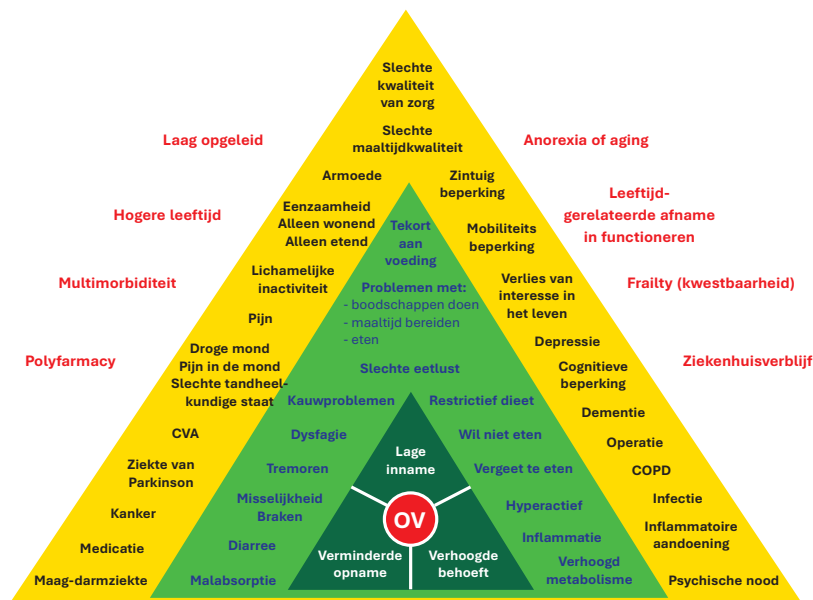 Slechte
kwaliteit
van zorg
Slechte
maaltijdkwaliteit
Armoede
Zintuig
beperking
Eenzaamheid
Alleen wonend
Alleen etend
Mobiliteits
beperking
Lichamelijke
inactiviteit
Verlies van
interesse in
het leven
Pijn
Depressie
Droge mond
Pijn in de mond
Slechte tandheel-
kundige staat
Cognitieve
beperking
Dementie
CVA
Operatie
Ziekte van
Parkinson
COPD
Kanker
Infectie
Medicatie
Inflammatoire
aandoening
Maag-darmziekte
Psychische nood
Laag opgeleid
Hogere leeftijd
Multimorbiditeit
Polyfarmacy
Anorexia of aging
Leeftijd-
gerelateerde afname
in functioneren
Frailty (kwestbaarheid)
Ziekenhuisverblijf
Tekort
aan
voeding
Problemen met:
- boodschappen doen
- maaltijd bereiden
- eten
Slechte eetlust
Kauwproblemen
Restrictief dieet
Dysfagie
Wil niet eten
Tremoren
Vergeet te eten
Misselijkheid
Braken
Hyperactief
Diarree
Inflammatie
Malabsorptie
Verhoogd
metabolisme
Lage
inname
OV
Verminderde
opname
Verhoogde
behoeft